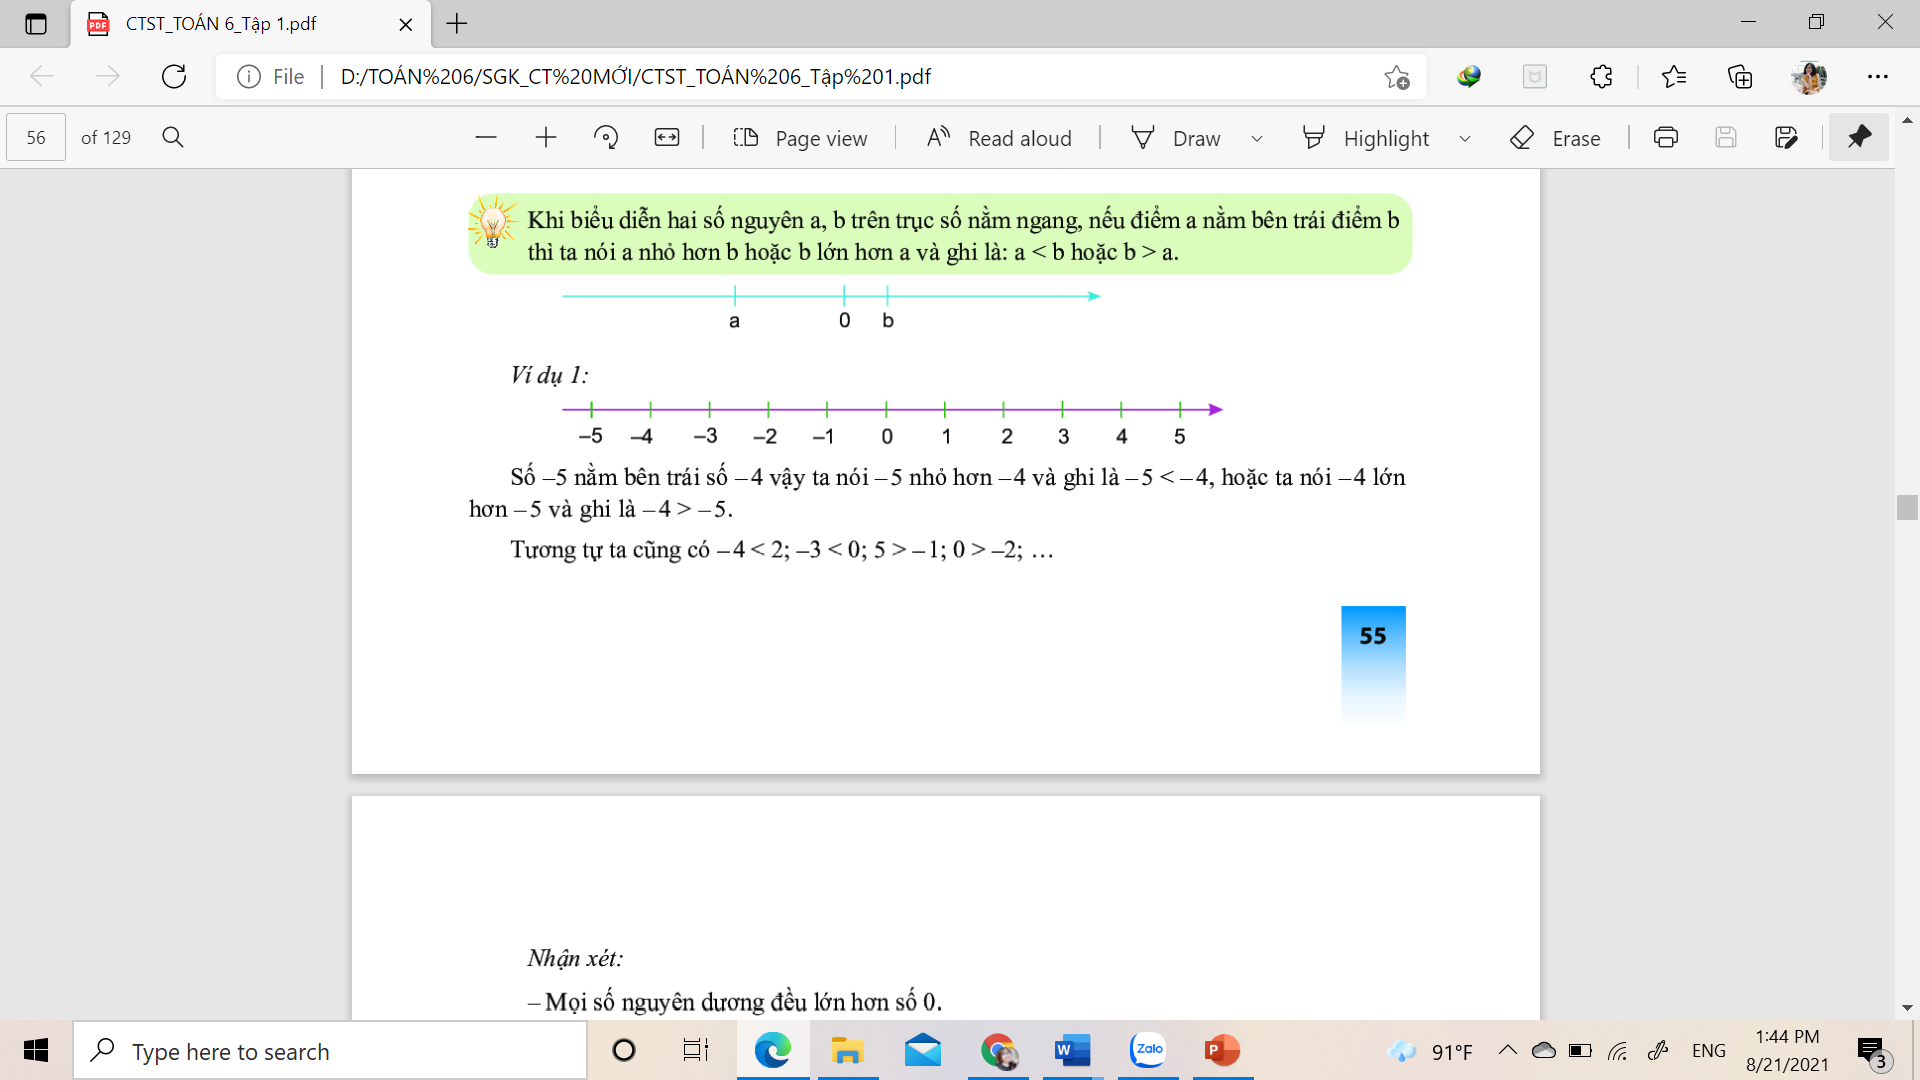 CTST_TOÁN 6_Tập 1.pdf
File
D:/TOÁN%206/SGK_CT%20MỚI/CTST_TOÁN%206_Tập%201.pdf
56 of 129
Page view
Read aloud
Draw
Highlight
Erase
Khi biểu diễn hai số nguyên a, b trên trục số nằm ngang, nếu điểm a nằm bên trái điểm b
thì ta nói a nhỏ hơn b hoặc b lớn hơn a và ghi là: a < b hoặc b > a.
a 0 b
Ví dụ 1:
–5 –4 –3 –2 –1 0 1 2 3 4 5
Số –5 nằm bên trái số –4 vậy ta nói –5 nhỏ hơn –4 và ghi là –5 < –4, hoặc ta nói –4 lớn
hơn –5 và ghi là –4 > –5.
Tương tự ta cũng có –4 < 2; –3 < 0; 5 > –1; 0 > –2; …
55
Nhận xét:
– Mọi số nguyên dương đều lớn hơn số 0.
Type here to search
Zalo
91°F
ENG
1:44 PM
8/21/2021
3